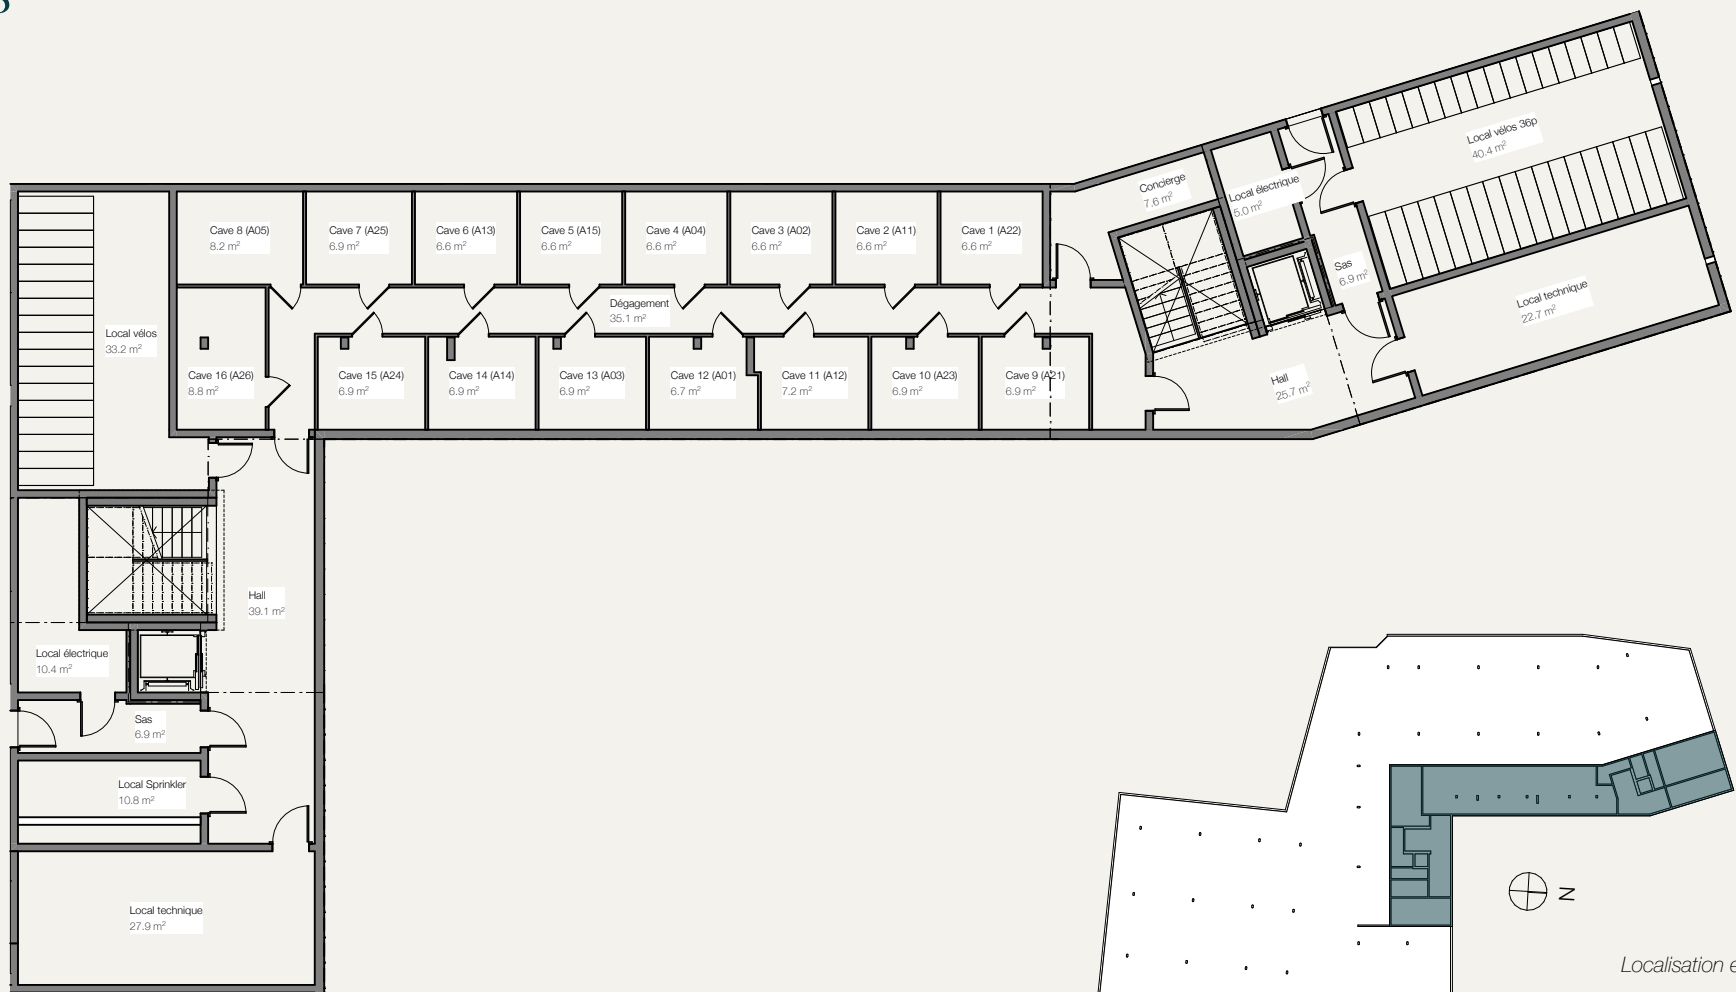 Local vélos 36p
40.4 m²
Concierge
7.6 m²
Local électrique
5.0 m²
Cave 8 (A05)
8.2 m²
Cave 7 (A25)
6.9 m²
Cave 6 (A13)
6.6 m²
Cave 5 (A15)
6.6 m²
Cave 4 (A04)
6.6 m²
Cave 3 (A02)
6.6 m²
Cave 2 (A11)
6.6 m²
Cave 1 (A22)
6.6 m²
Sas
6.9 m²
Local technique
22.7 m²
Dégagement
35.1 m²
Local vélos
33.2 m²
Cave 16 (A26)
8.8 m²
Cave 15 (A24)
6.9 m²
Cave 14 (A14)
6.9 m²
Cave 13 (A03)
6.9 m²
Cave 12 (A01)
6.7 m²
Cave 11 (A12)
7.2 m²
Cave 10 (A23)
6.9 m²
Cave 9 (A21)
6.9 m²
Hall
25.7 m²
Hall
39.1 m²
Local électrique
10.4 m²
Sas
6.9 m²
Local Sprinkler
10.8 m²
Local technique
27.9 m²
N
Localisation e